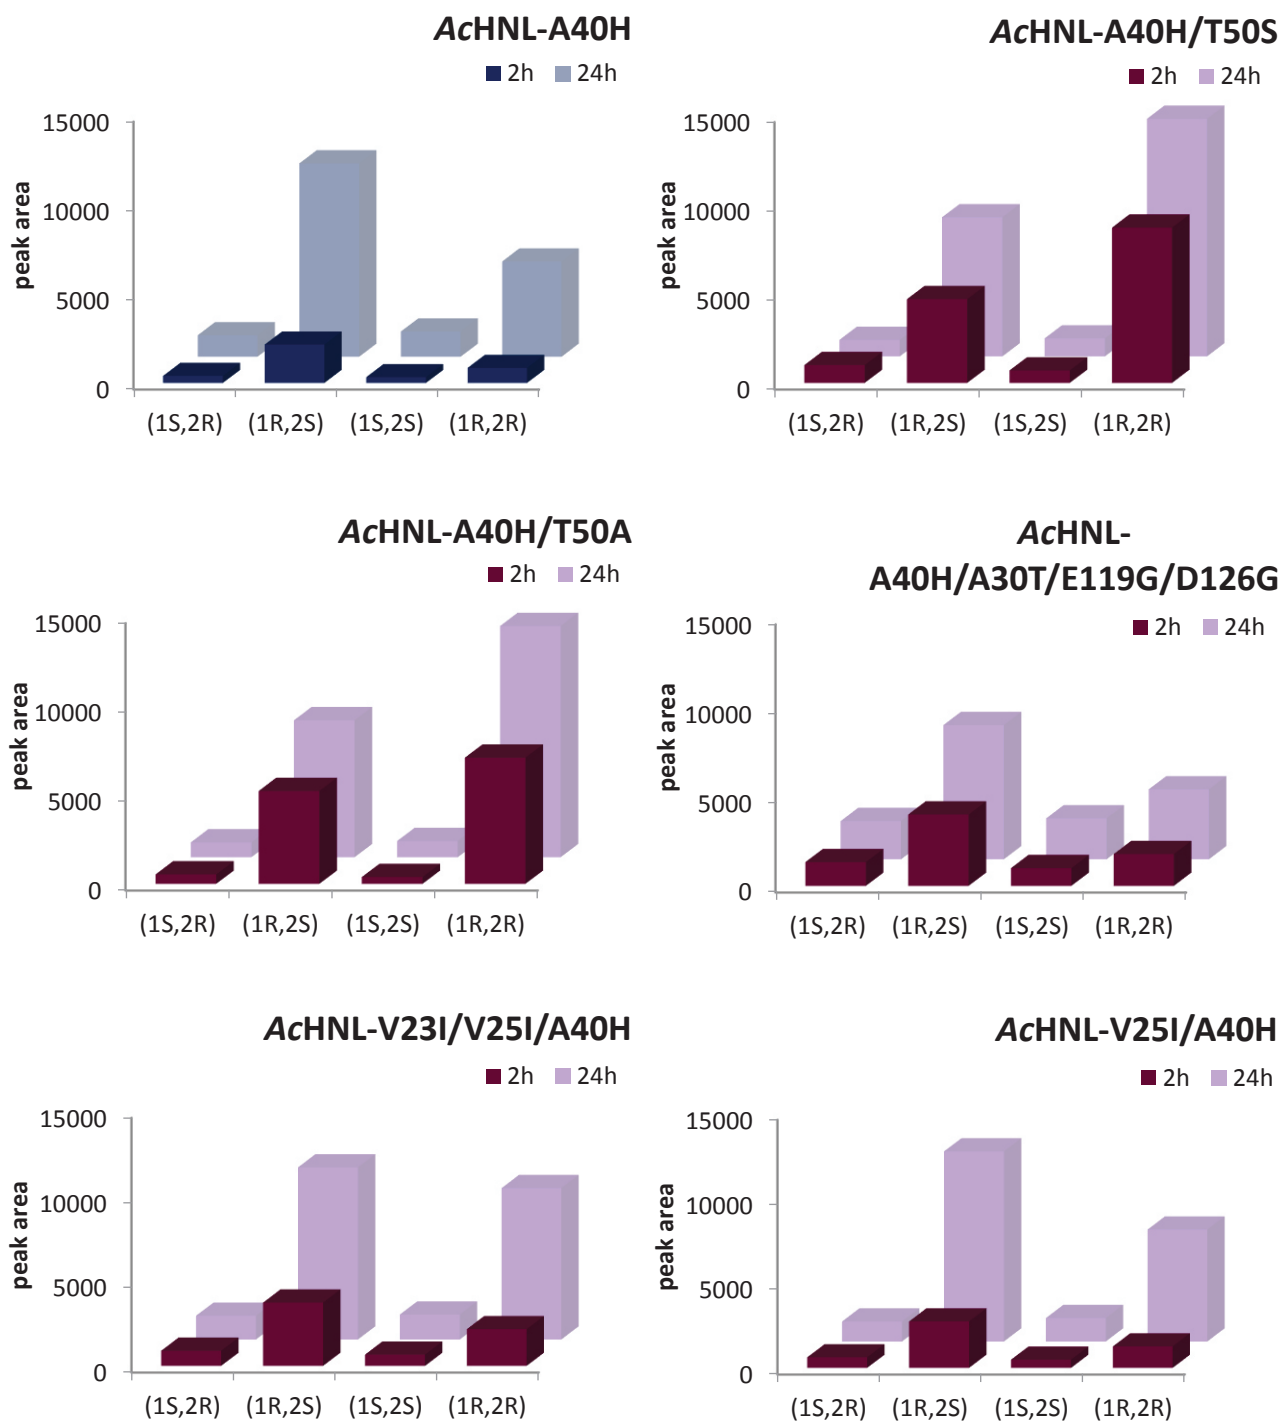 AcHNL-A40H
2h 24h
15000
10000
5000
0
peak area
(1S,2R) (1R,2S) (1S,2S) (1R,2R)
AcHNL-A40H/T50S
2h 24h
15000
10000
5000
0
peak area
(1S,2R) (1R,2S) (1S,2S) (1R,2R)
AcHNL-A40H/T50A
2h 24h
15000
10000
5000
0
peak area
(1S,2R) (1R,2S) (1S,2S) (1R,2R)
AcHNL-
A40H/A30T/E119G/D126G
2h 24h
15000
10000
5000
0
peak area
(1S,2R) (1R,2S) (1S,2S) (1R,2R)
AcHNL-V23I/V25I/A40H
2h 24h
15000
10000
5000
0
peak area
(1S,2R) (1R,2S) (1S,2S) (1R,2R)
AcHNL-V25I/A40H
2h 24h
15000
10000
5000
0
peak area
(1S,2R) (1R,2S) (1S,2S) (1R,2R)